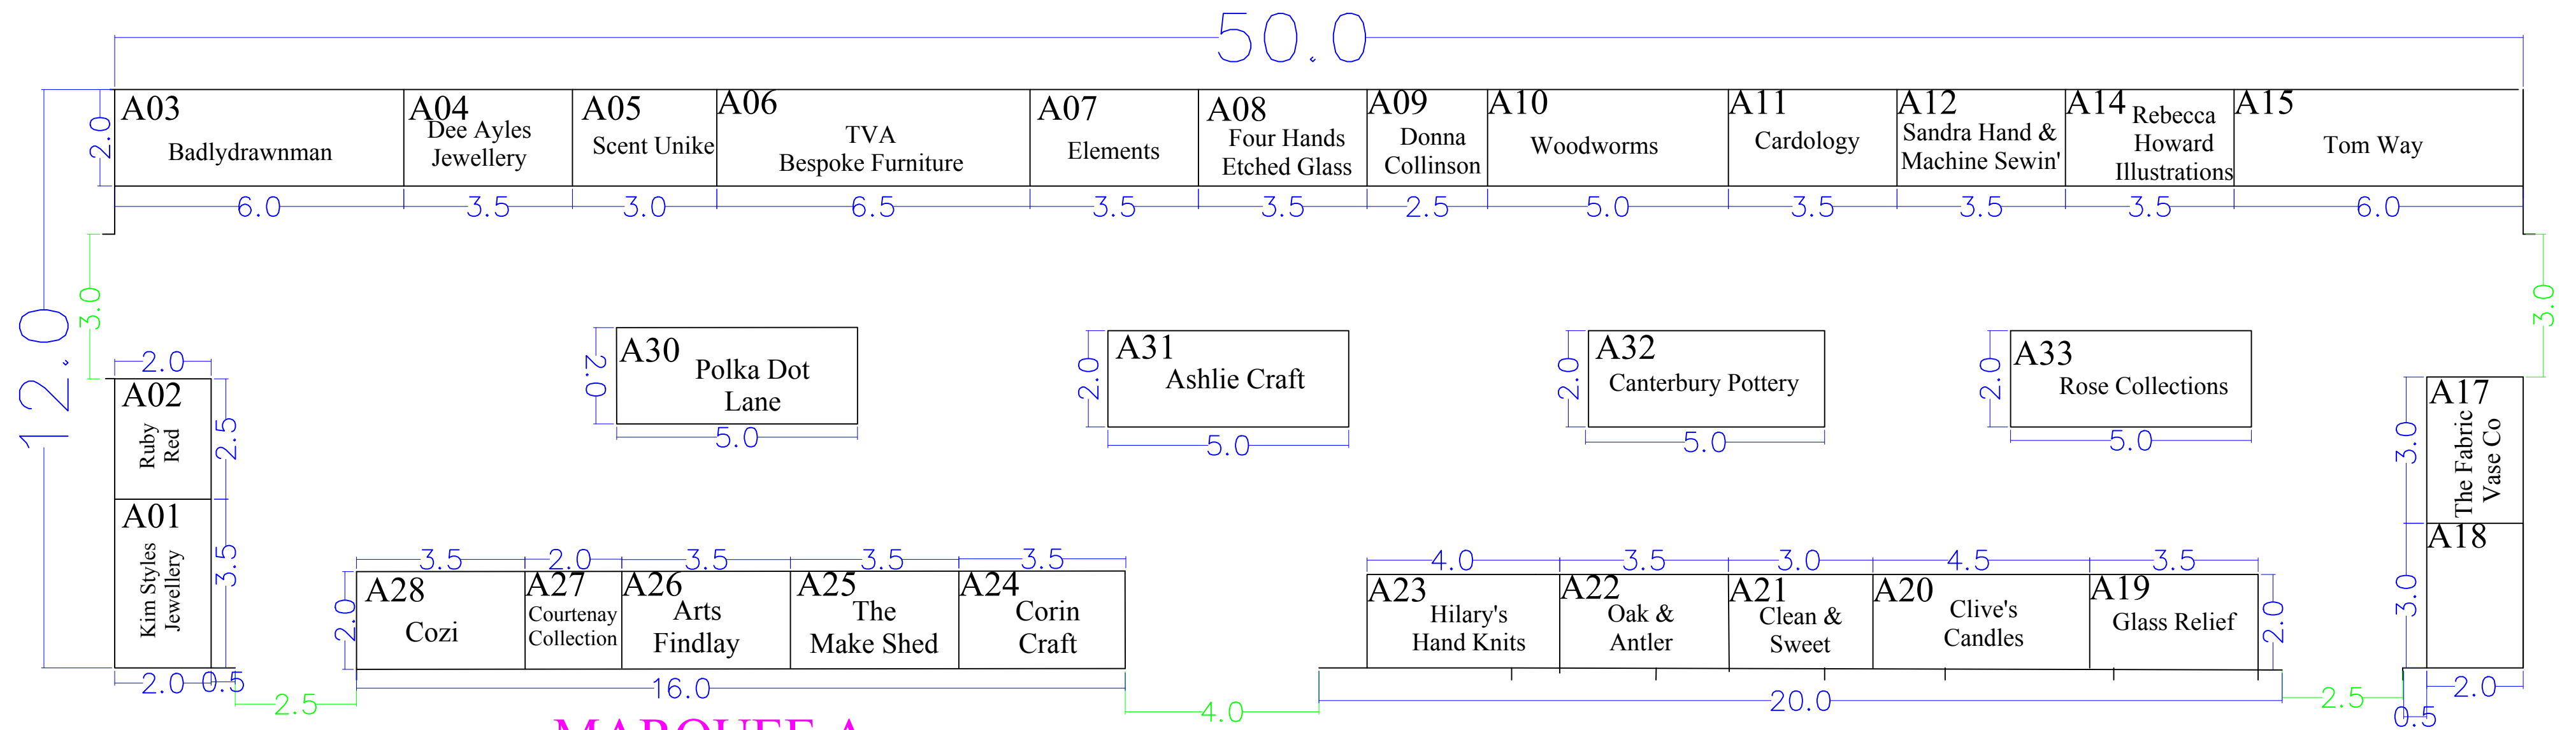 50.0
A03
Badlydrawnman
A04
Dee Ayles
Jewellery
A05
Scent Unike
A06
TVA
Bespoke Furniture
A07
Elements
A08
Four Hands
Etched Glass
A09
Donna
Collinson
A10
Woodworms
A11
Cardology
A12
Sandra Hand &
Machine Sewin'
A14
Rebecca
Howard
Illustrations
A15
Tom Way
2.0
6.0
3.5
3.0
6.5
3.5
3.5
2.5
5.0
3.5
3.5
3.5
6.0
12.0
3.0
3.0
2.0
A30
Polka Dot
Lane
2.0
5.0
A31
Ashlie Craft
2.0
5.0
A32
Canterbury Pottery
2.0
5.0
A33
Rose Collections
2.0
5.0
A02
Ruby
Red
2.5
A01
Kim Styles
Jewellery
3.5
2.0
0.5
2.5
A17
The Fabric
Vase Co
3.0
A18
3.0
3.5
2.0
3.5
3.5
3.5
2.0
A28
Cozi
A27
Courtenay
Collection
A26
Arts
Findlay
A25
The
Make Shed
A24
Corin
Craft
16.0
4.0
4.0
3.5
3.0
4.5
3.5
A23
Hilary's
Hand Knits
A22
Oak &
Antler
A21
Clean &
Sweet
A20
Clive's
Candles
A19
Glass Relief
2.0
20.0
2.5
0.5
2.0
MARQUEE A